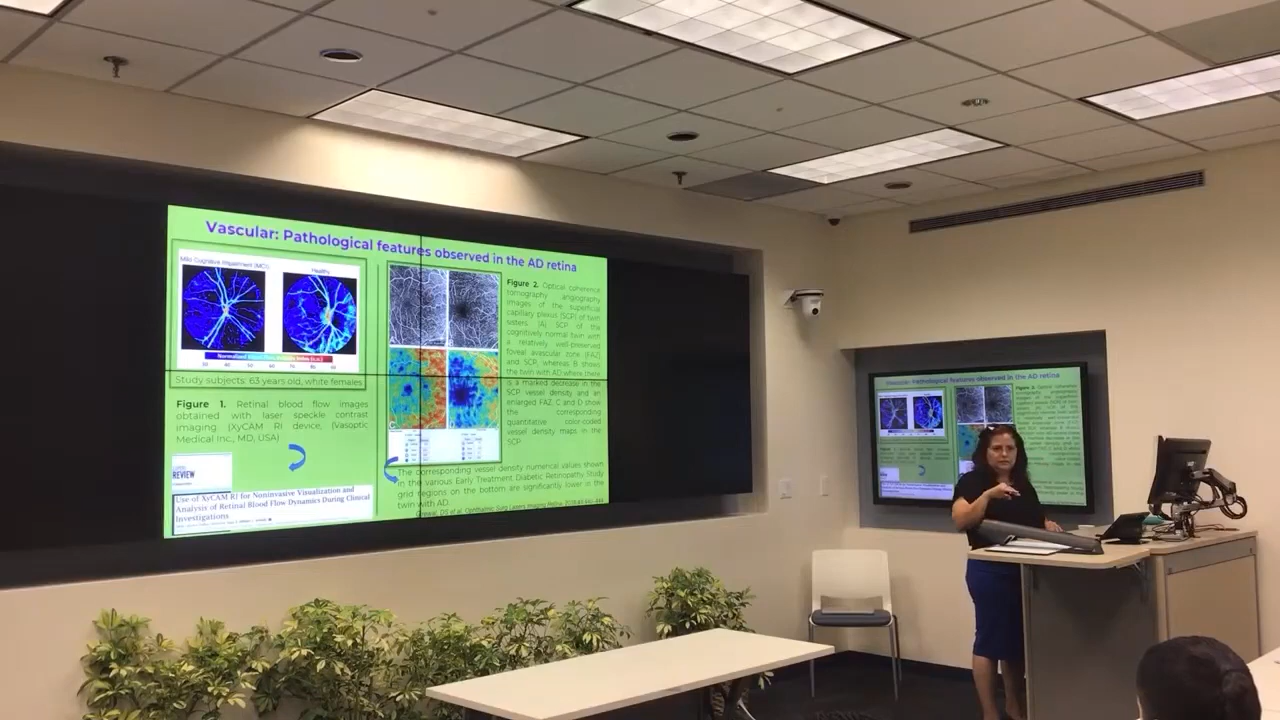 Vascular: Pathological features observed in the AD retina
Mild Cognitive Impairment (MCI)
Healthy
Study subjects: 63 years old, white females
Figure 1. Retinal blood flow images
obtained with laser speckle contrast
imaging (XyCAM RI device, (Vasoptic
Medical Inc., MD, USA)
REVIEW
Use of XyCAM RI for Noninvasive Visualization and
Analysis of Retinal Blood Flow Dynamics During Clinical
Investigations
Figure 2. Optical coherence
tomography angiography
images of the superficial
capillary plexus (SCP) of twin
sisters. (A) SCP of the
cognitively normal twin with
a relatively well-preserved
foveal avascular zone (FAZ)
and SCP, whereas B shows
the twin with AD where there
is a marked decrease in the
SCP vessel density and an
enlarged FAZ. C and D show
the corresponding
quantitative color-coded
vessel density maps in the
SCP
The corresponding vessel density numerical values shown
in the various Early Treatment Diabetic Retinopathy Study
grid regions on the bottom are significantly lower in the
twin with AD.
Vascular: Pathological features observed in the AD retina